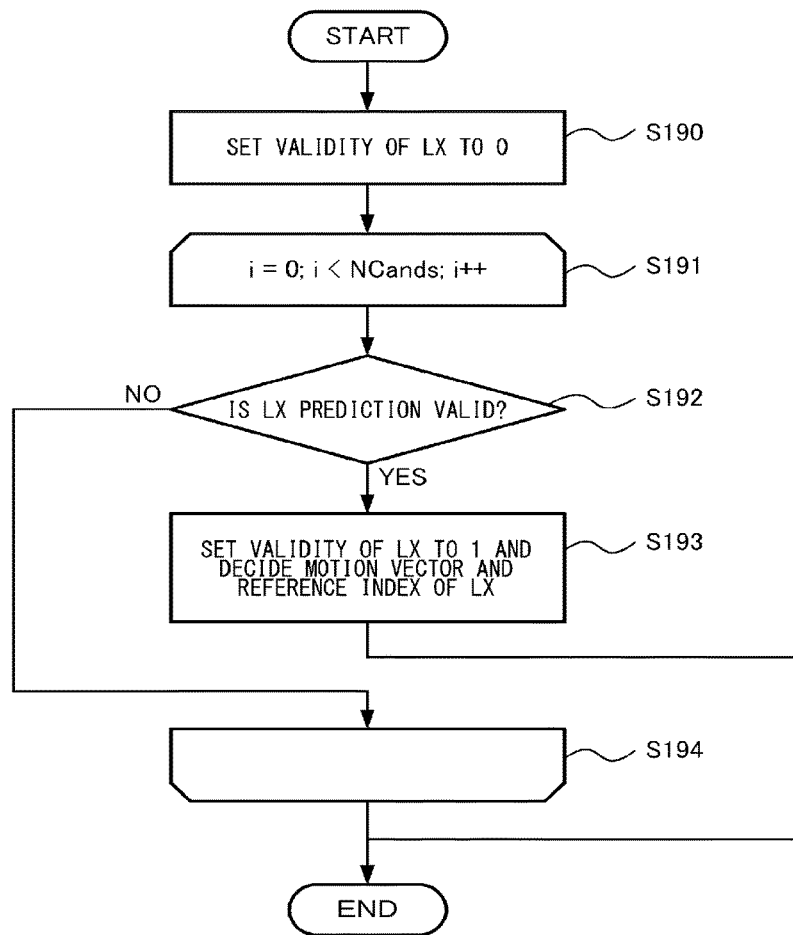 START
SET VALIDITY OF LX TO 0
S190
i = 0; i < NCands; i++
S191
NO
IS LX PREDICTION VALID?
S192
YES
SET VALIDITY OF LX TO 1 AND
DECIDE MOTION VECTOR AND
REFERENCE INDEX OF LX
S193
S194
END